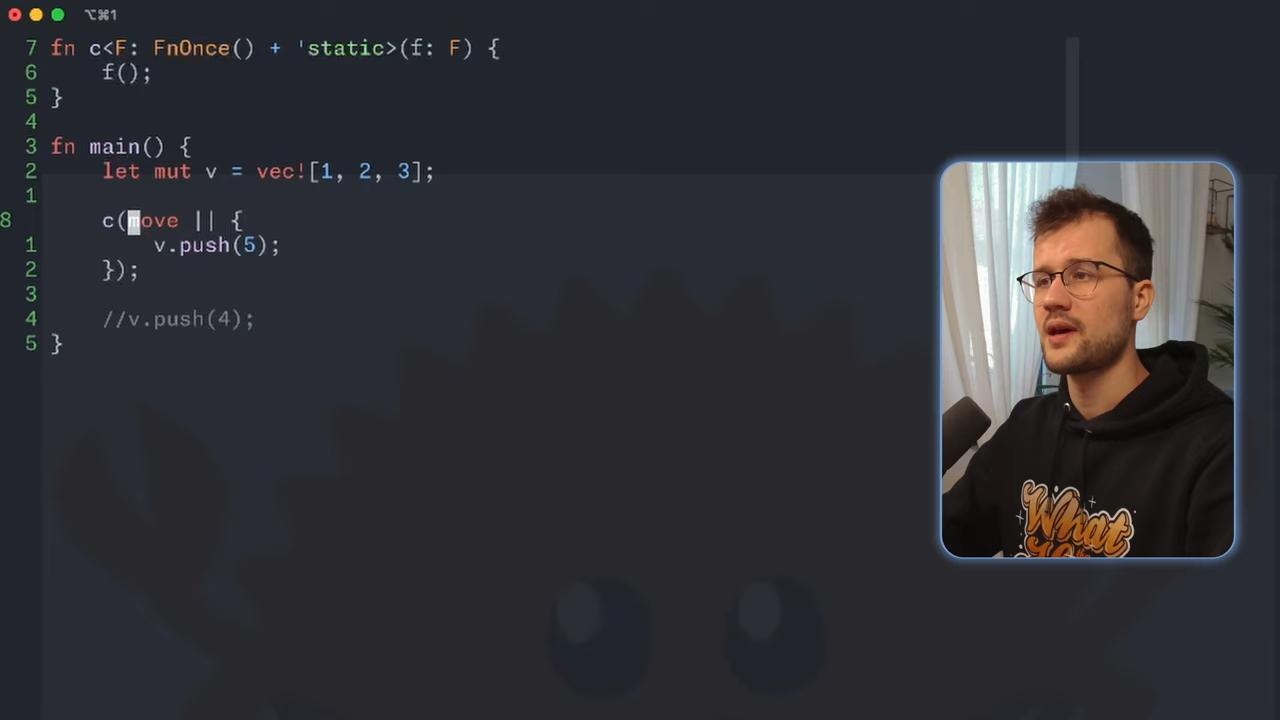 ⌥⌘1
7 fn c<F: FnOnce() + 'static>(f: F) {
6     f();
5 }
4
3 fn main() {
2     let mut v = vec![1, 2, 3];
1
8     c(move || {
1         v.push(5);
2     });
3
4     //v.push(4);
5 }
What